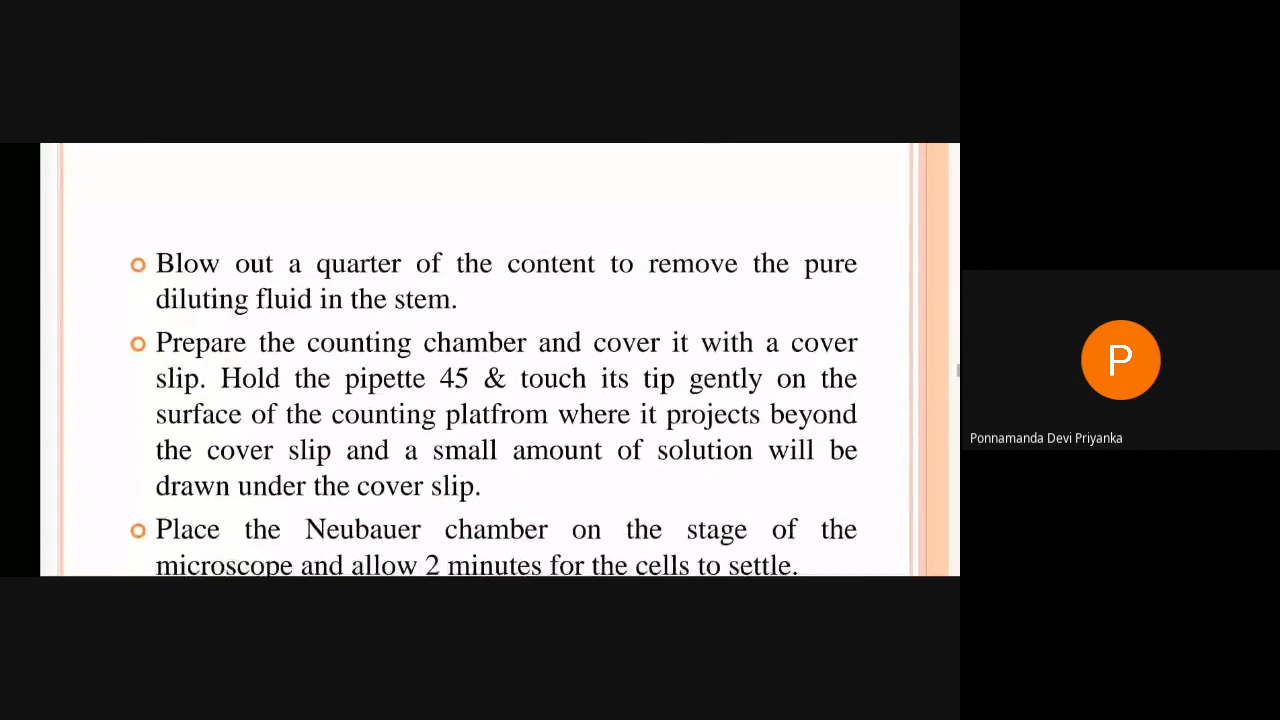 Blow out a quarter of the content to remove the pure
diluting fluid in the stem.
Prepare the counting chamber and cover it with a cover
slip. Hold the pipette 45 & touch its tip gently on the
surface of the counting platfrom where it projects beyond
the cover slip and a small amount of solution will be
drawn under the cover slip.
Place the Neubauer chamber on the stage of the
microscope and allow 2 minutes for the cells to settle.
P
Ponnamanda Devi Priyanka